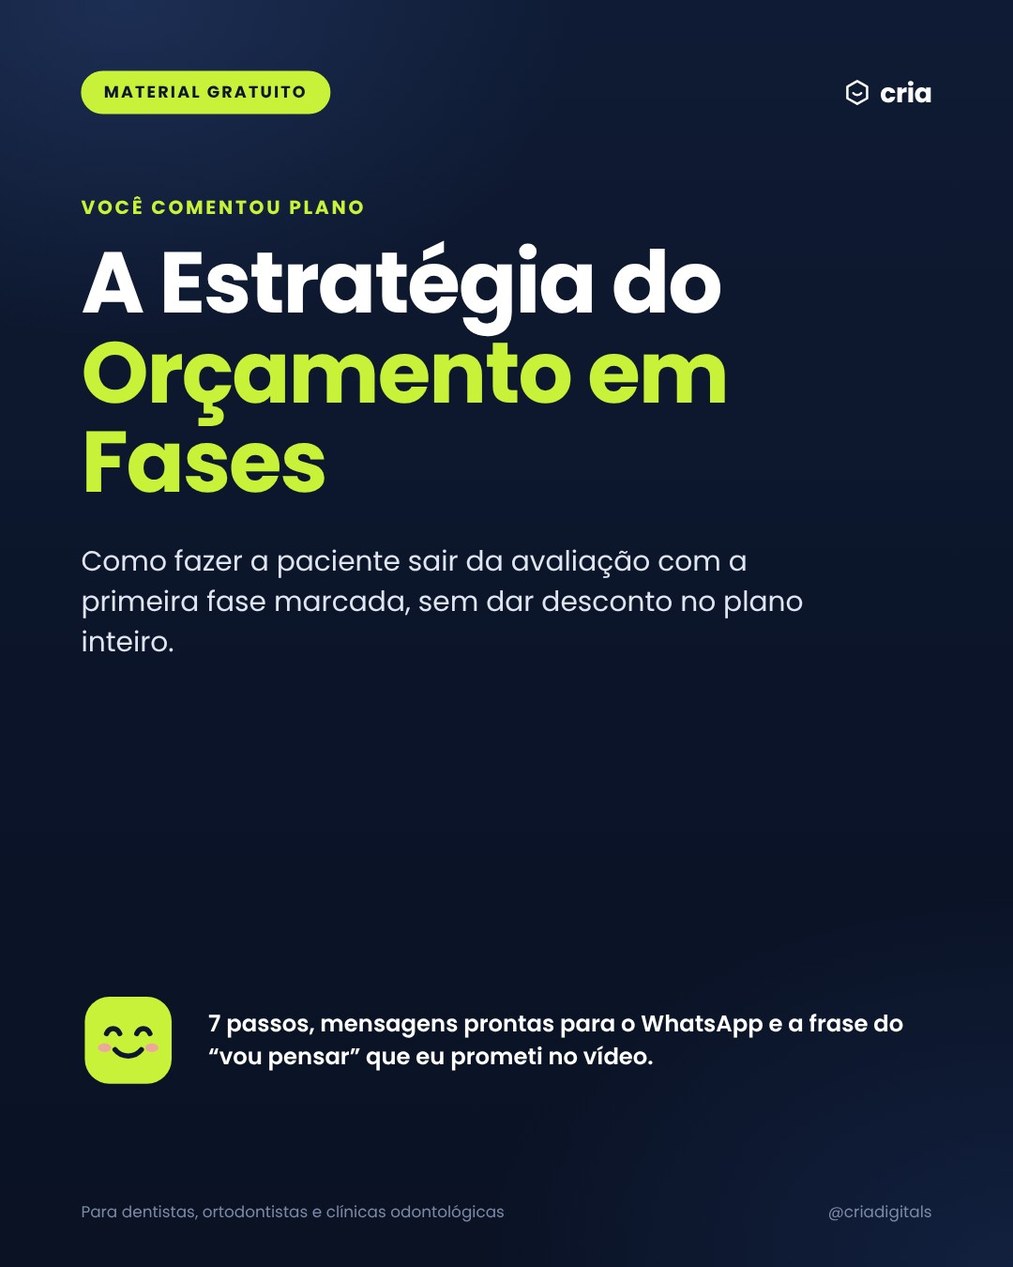 MATERIAL GRATUITO
cria
VOCÊ COMENTOU PLANO
A Estratégia do
Orçamento em
Fases
Como fazer a paciente sair da avaliação com a
primeira fase marcada, sem dar desconto no plano
inteiro.
7 passos, mensagens prontas para o WhatsApp e a frase do
“vou pensar” que eu prometi no vídeo.
Para dentistas, ortodontistas e clínicas odontológicas
@criadigitals